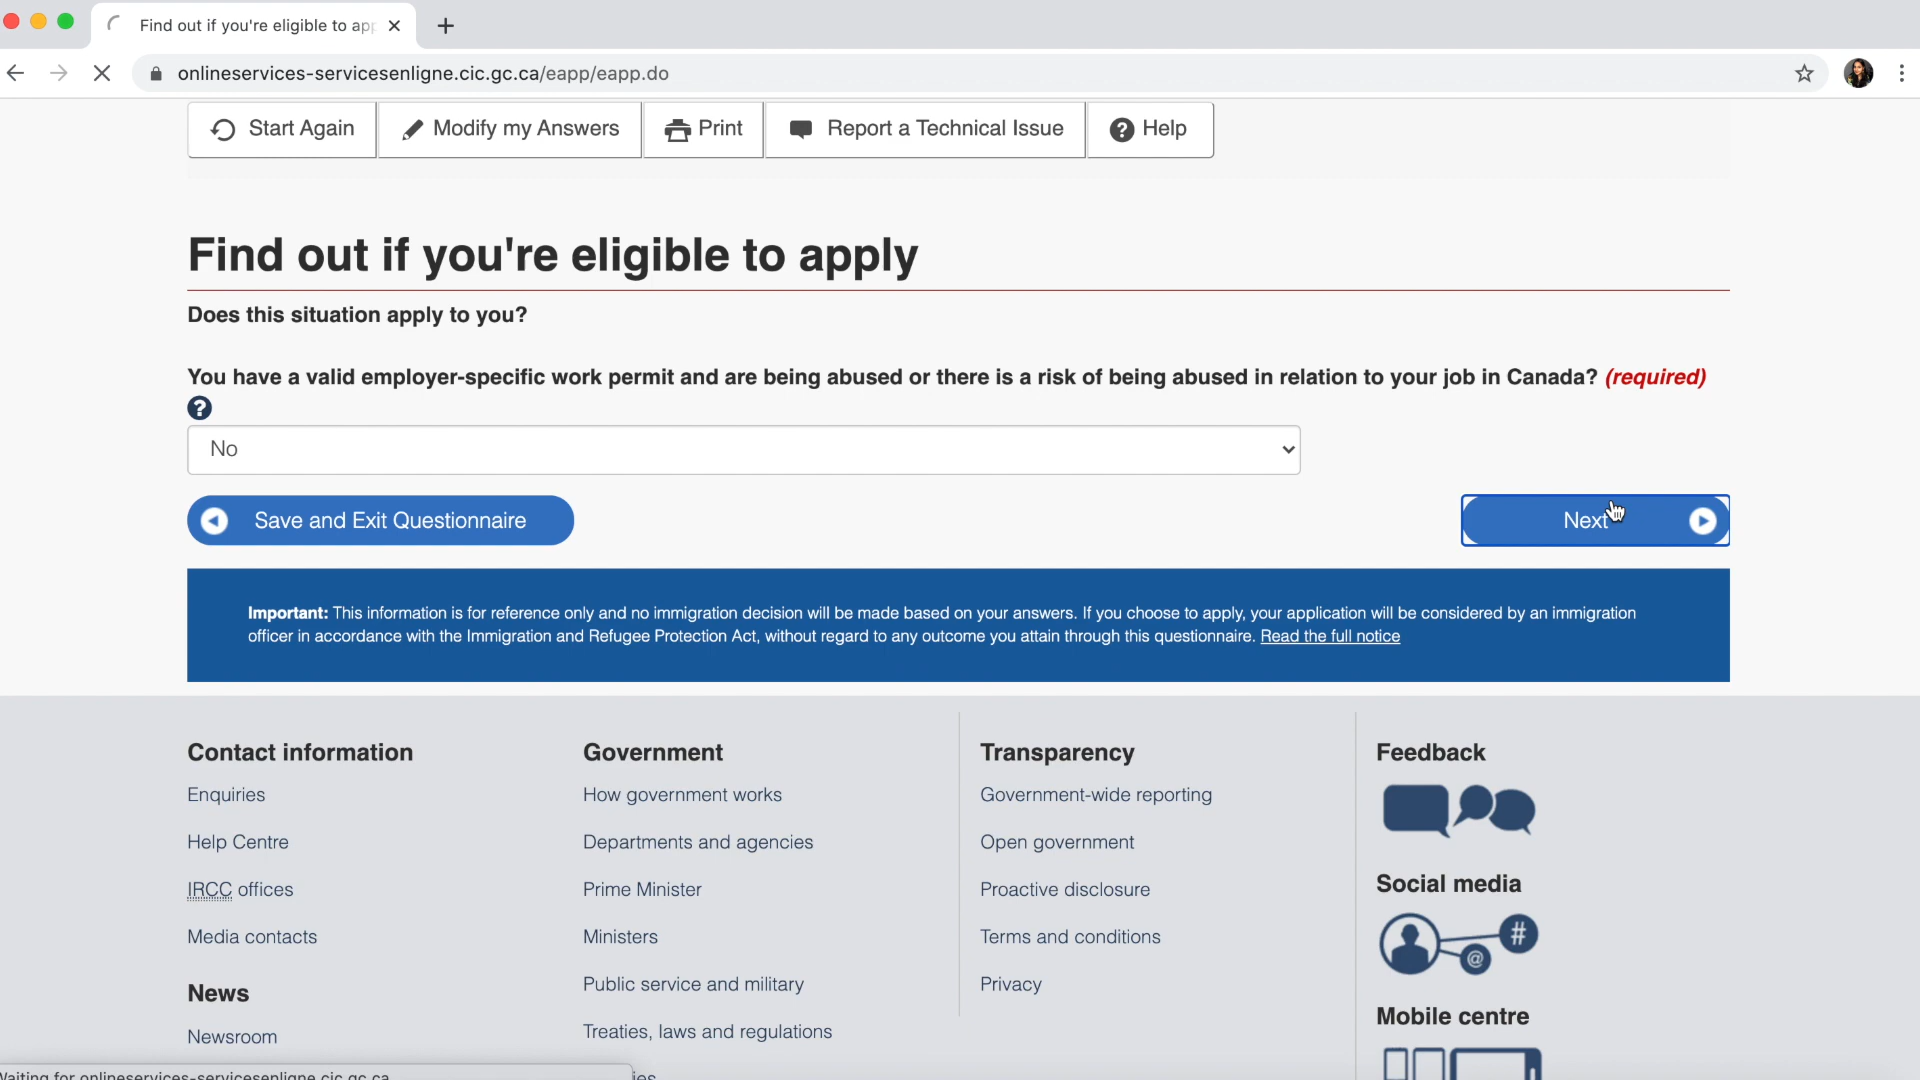 Find out if you're eligible to app
onlineservices-servicesenligne.cic.gc.ca/eapp/eapp.do
Start Again
Modify my Answers
Print
Report a Technical Issue
Help
Find out if you're eligible to apply
Does this situation apply to you?
You have a valid employer-specific work permit and are being abused or there is a risk of being abused in relation to your job in Canada? (required)
?
No
Save and Exit Questionnaire
Next
Important: This information is for reference only and no immigration decision will be made based on your answers. If you choose to apply, your application will be considered by an immigration
officer in accordance with the Immigration and Refugee Protection Act, without regard to any outcome you attain through this questionnaire. Read the full notice
Contact information
Enquiries
Help Centre
IRCC offices
Media contacts
News
Newsroom
Government
How government works
Departments and agencies
Prime Minister
Ministers
Public service and military
Treaties, laws and regulations
Transparency
Government-wide reporting
Open government
Proactive disclosure
Terms and conditions
Privacy
Feedback
Social media
#
@
Mobile centre
Waiting for onlineservices-servicesenligne.cic.gc.ca